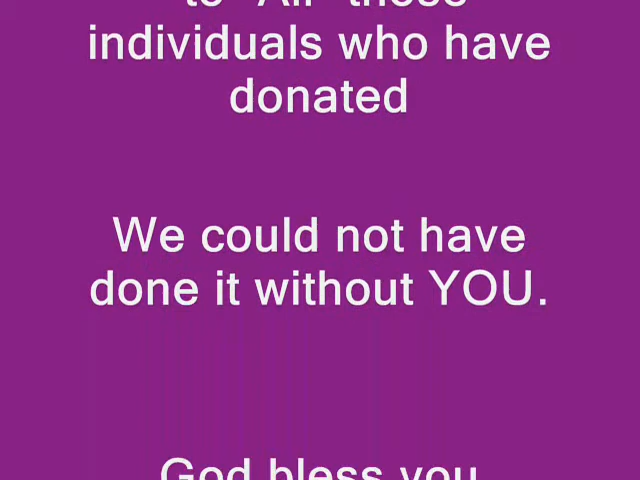 to "All" those
individuals who have
donated
We could not have
done it without YOU.
God bless you